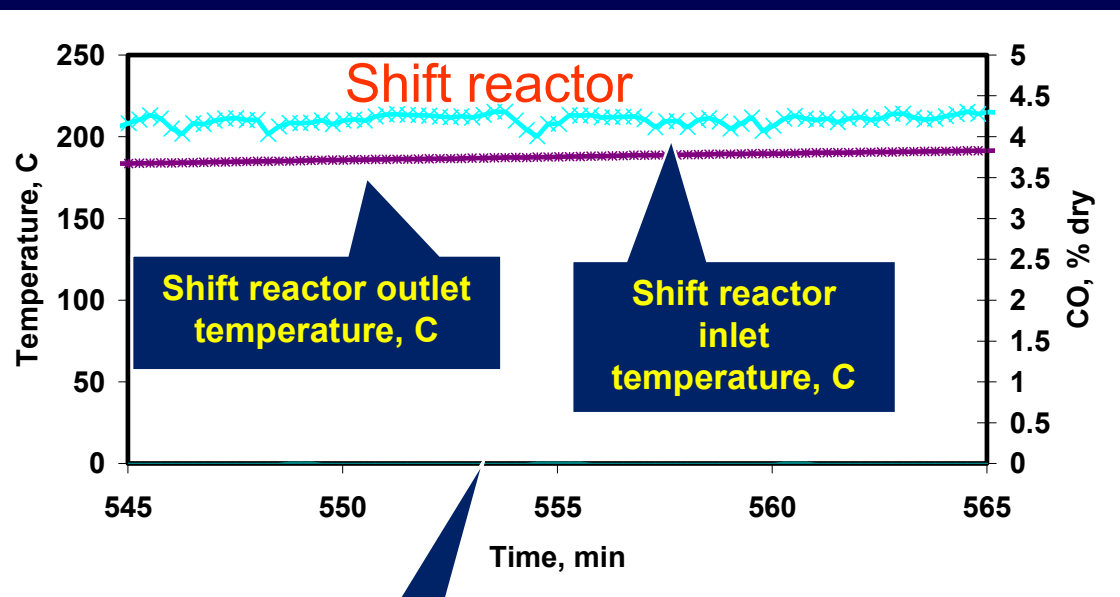 Shift reactor
250
200
150
100
50
0
Temperature, C
5
4.5
4
3.5
3
2.5
2
1.5
1
0.5
0
CO, % dry
Shift reactor outlet
temperature, C
Shift reactor
inlet
temperature, C
545
550
555
560
565
Time, min